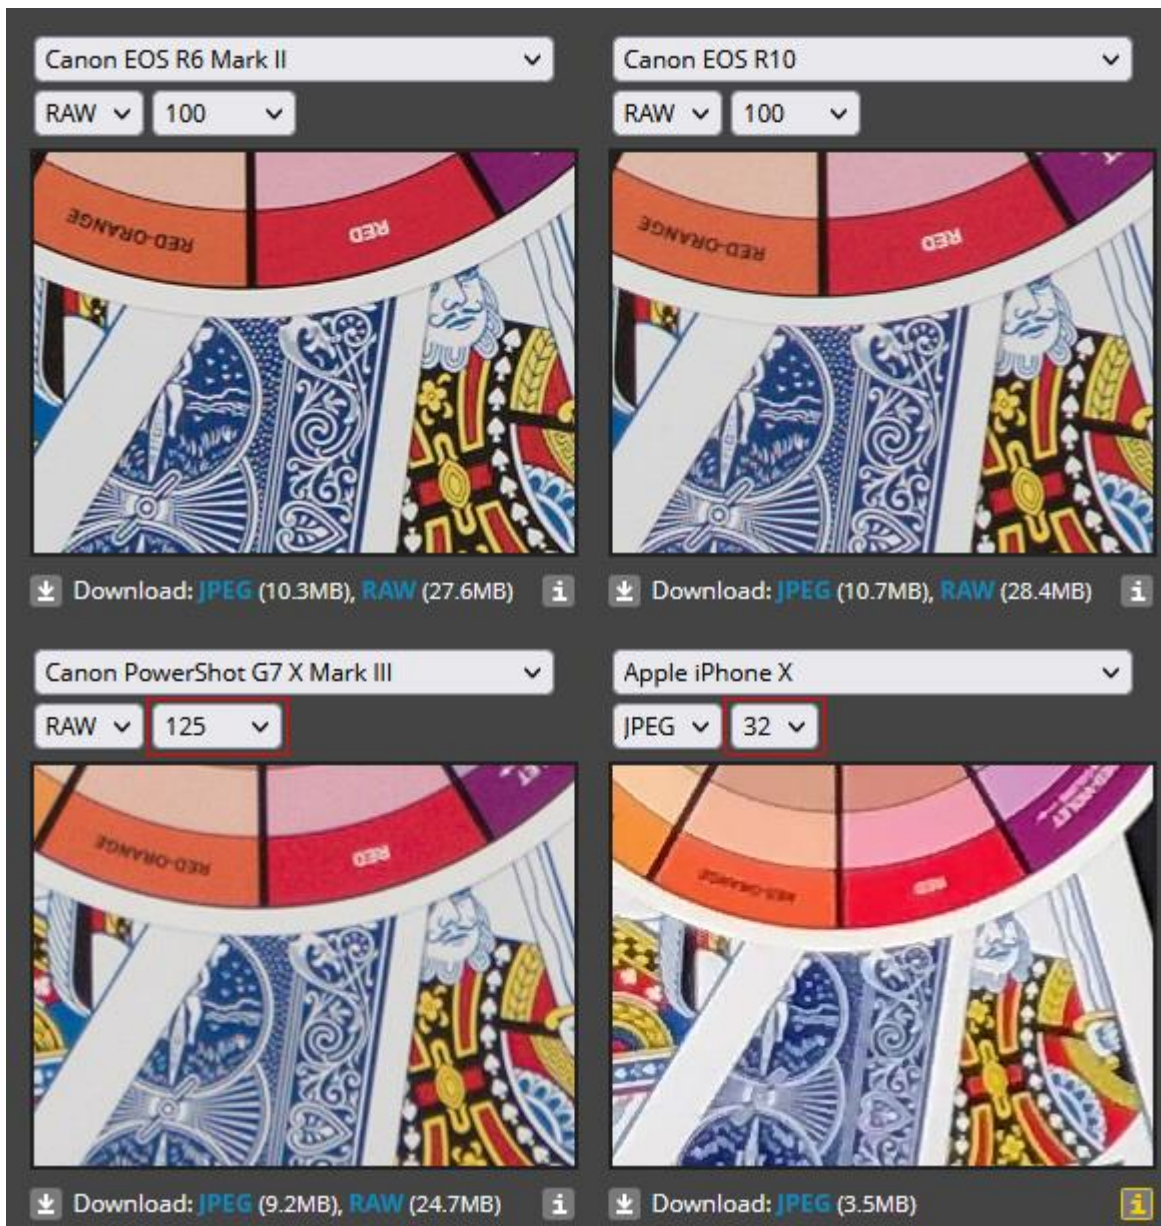 Canon EOS R6 Mark II
RAW 100
RED-ORANGE RED
Download: JPEG (10.3MB), RAW (27.6MB) i
Canon EOS R10
RAW 100
RED-ORANGE RED
Download: JPEG (10.7MB), RAW (28.4MB) i
Canon PowerShot G7 X Mark III
RAW 125
RED-ORANGE RED
Download: JPEG (9.2MB), RAW (24.7MB) i
Apple iPhone X
JPEG 32
RED-ORANGE RED RED-VIOLET
Download: JPEG (3.5MB) i